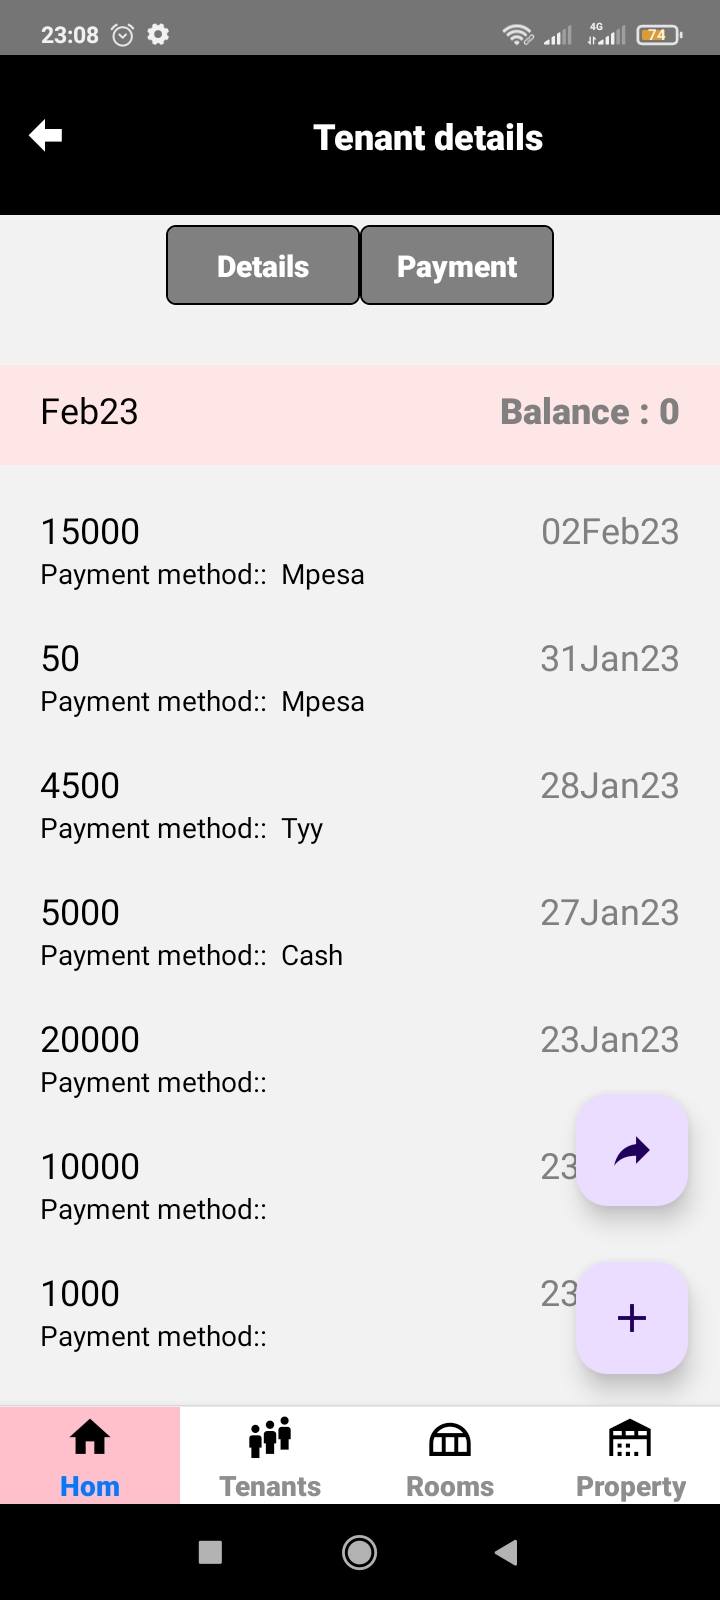 23:08 4G 74
Tenant details
Details Payment
Feb23 Balance : 0
15000 02Feb23
Payment method:: Mpesa
50 31Jan23
Payment method:: Mpesa
4500 28Jan23
Payment method:: Tyy
5000 27Jan23
Payment method:: Cash
20000 23Jan23
Payment method::
10000 23
Payment method::
1000 23
Payment method::
Hom Tenants Rooms Property